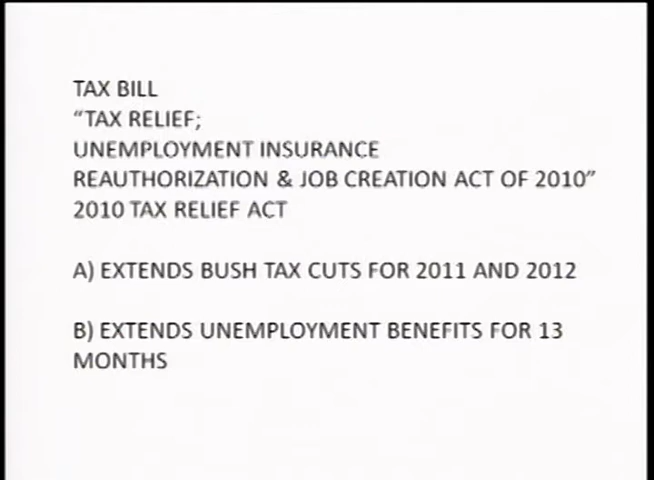 TAX BILL
“TAX RELIEF;
UNEMPLOYMENT INSURANCE
REAUTHORIZATION & JOB CREATION ACT OF 2010”
2010 TAX RELIEF ACT
A) EXTENDS BUSH TAX CUTS FOR 2011 AND 2012
B) EXTENDS UNEMPLOYMENT BENEFITS FOR 13
MONTHS